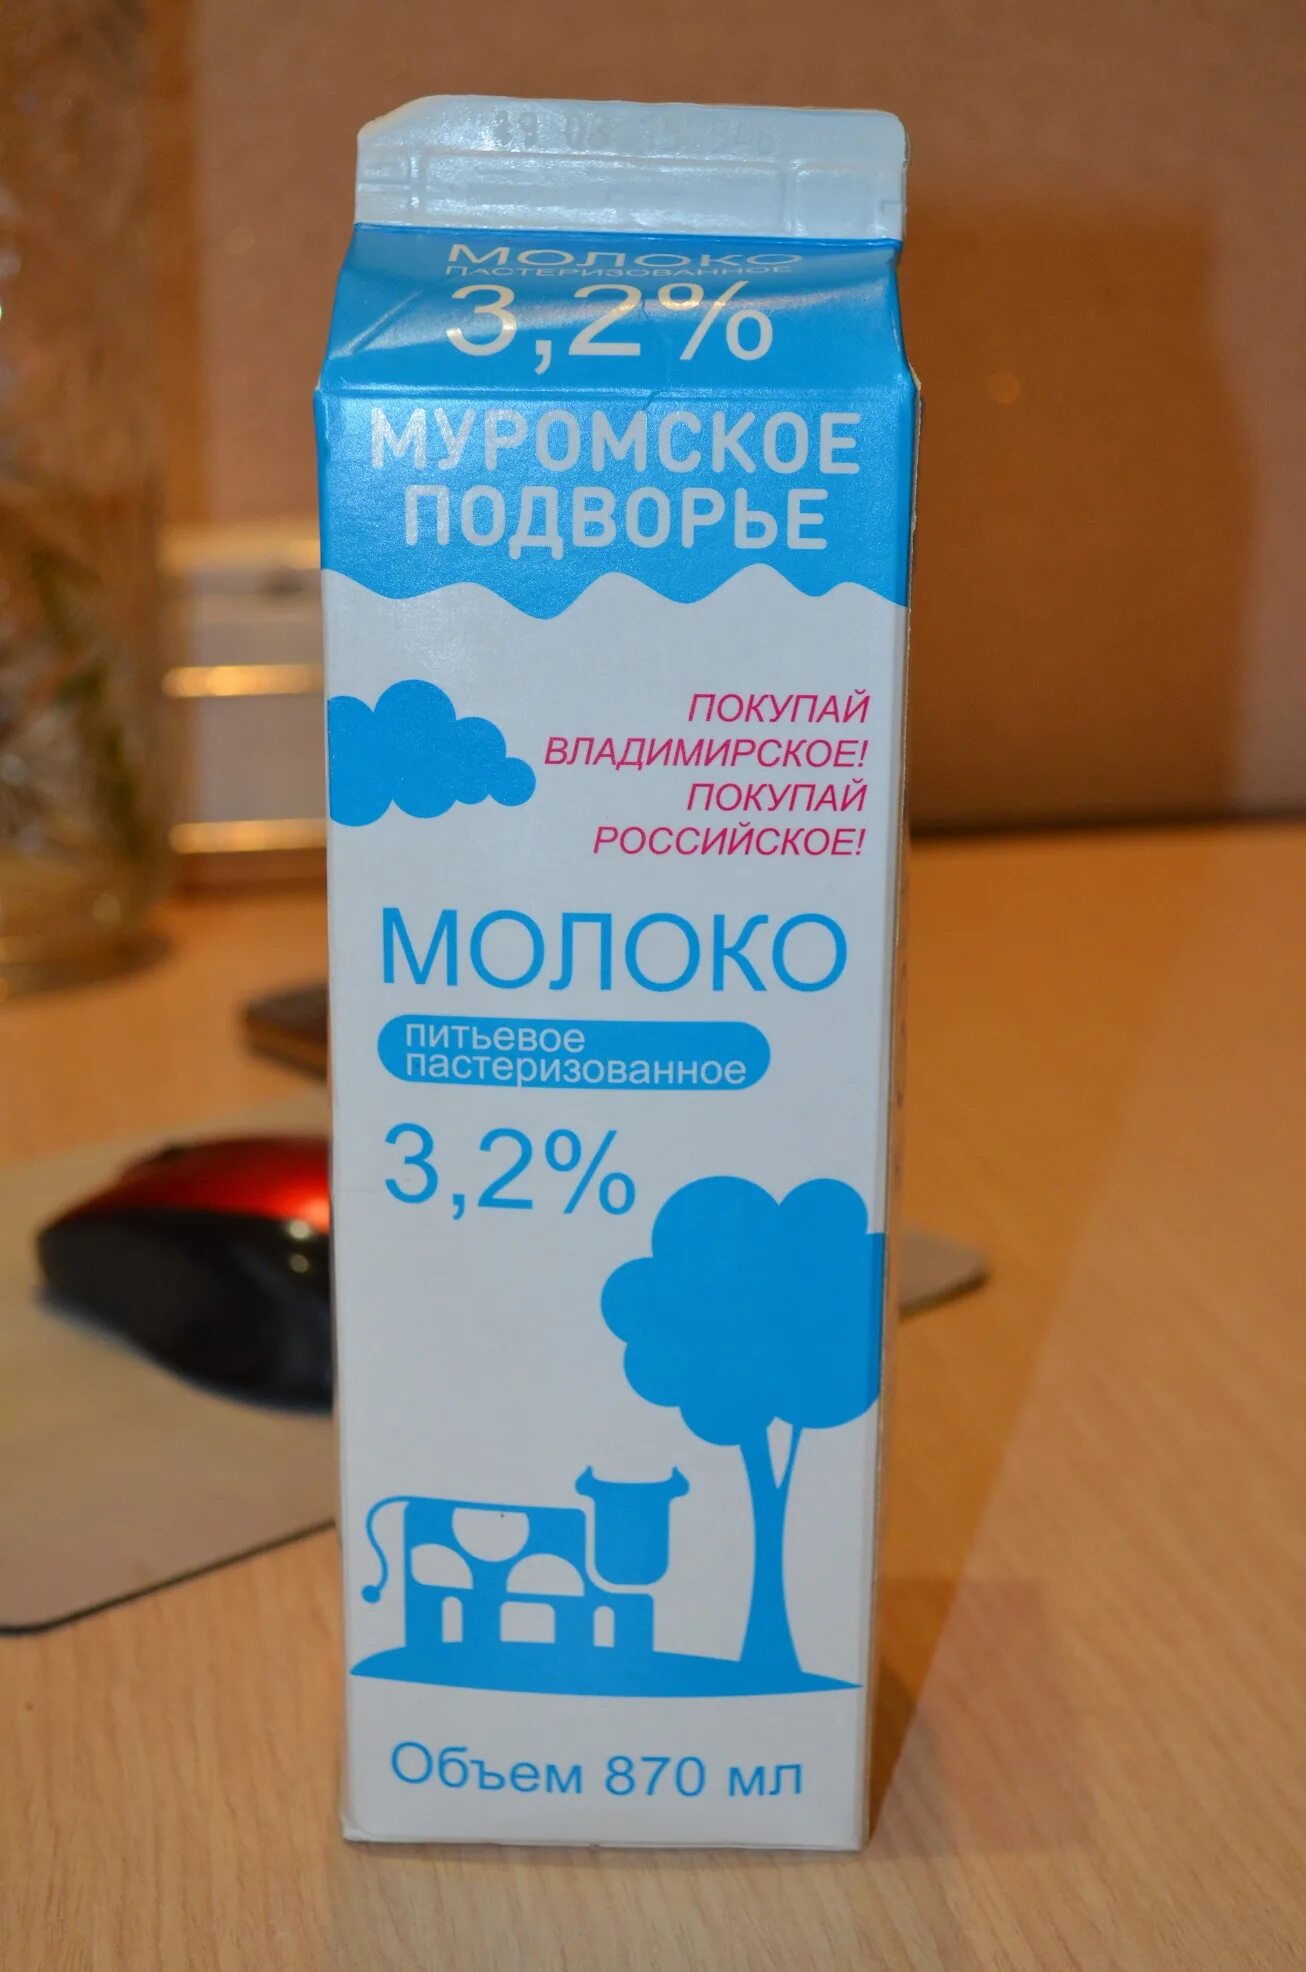 МОЛОКО
ПАСТЕРИЗОВАННОЕ
3,2%
МУРОМСКОЕ
ПОДВОРЬЕ
ПОКУПАЙ
ВЛАДИМИРСКОЕ!
ПОКУПАЙ
РОССИЙСКОЕ!
МОЛОКО
питьевое
пастеризованное
3,2%
Объем 870 мл